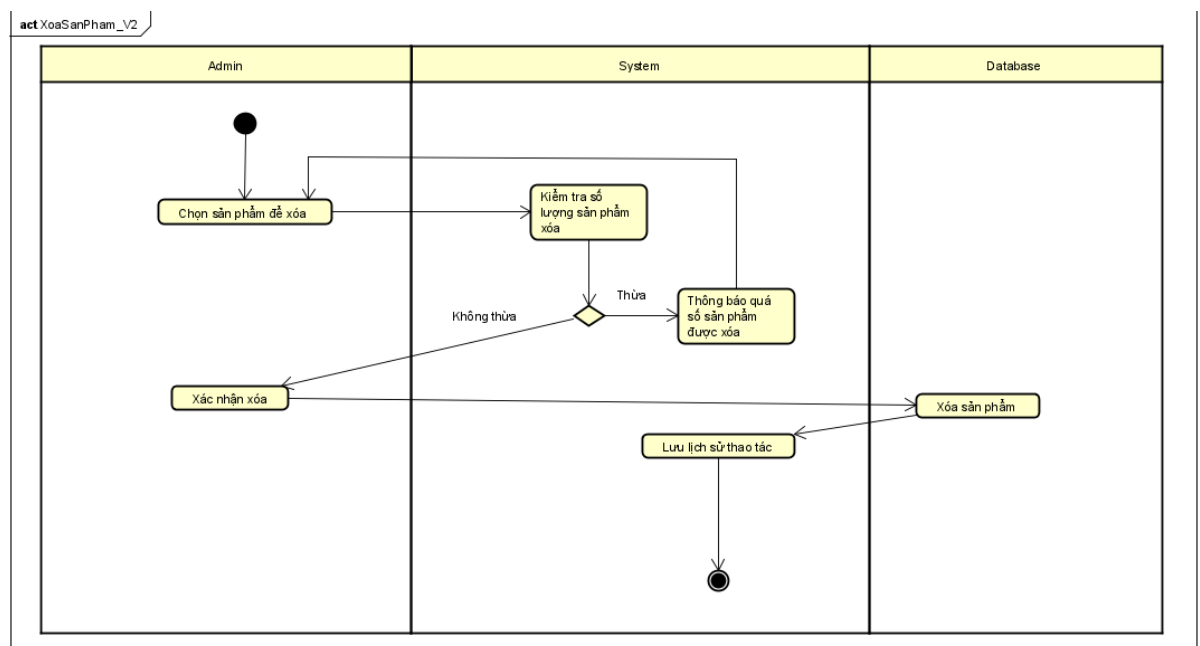 act XoaSanPham_V2
Admin
System
Database
Chọn sản phẩm để xóa
Kiểm tra số
lượng sản phẩm
xóa
Thừa
Không thừa
Thông báo quá
số sản phẩm
được xóa
Xác nhận xóa
Xóa sản phẩm
Lưu lịch sử thao tác